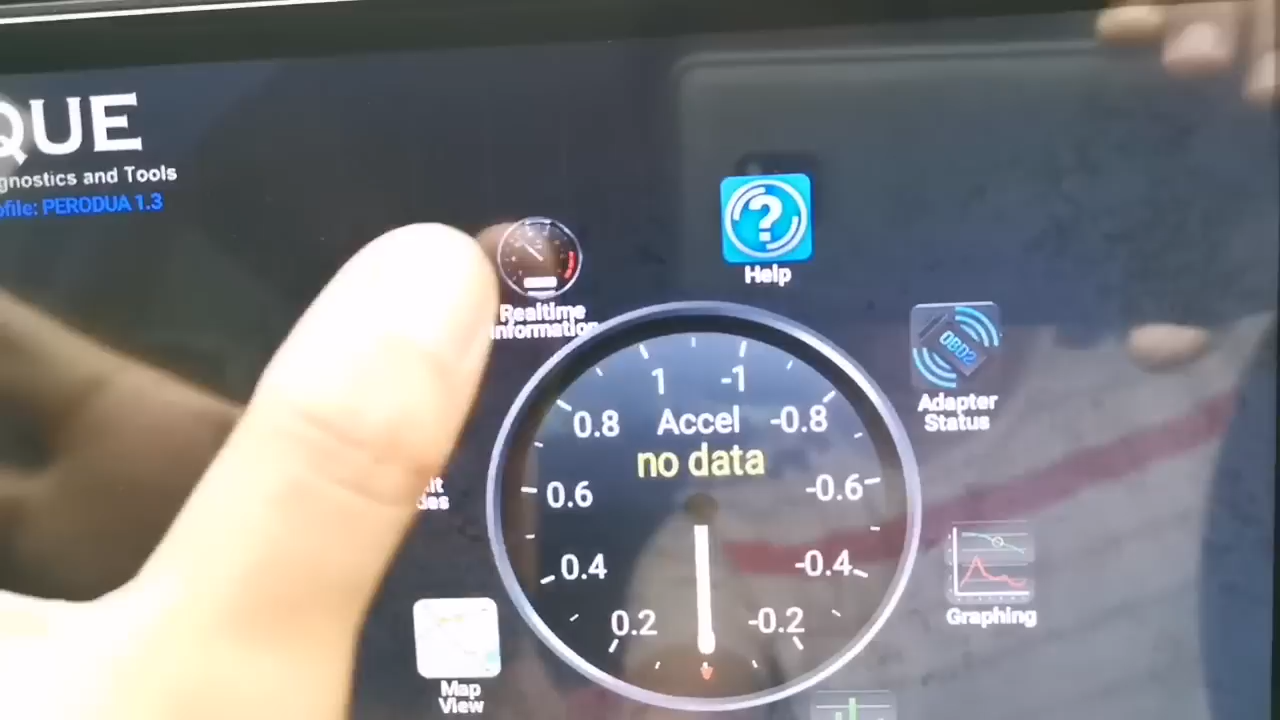 QUE
gnostics and Tools
ofile: PERODUA 1.3
?
Help
Realtime
Information
OBD2
Adapter
Status
1
-1
0.8
Accel
-0.8
no data
0.6
-0.6
0.4
-0.4
0.2
-0.2
Graphing
Map
View